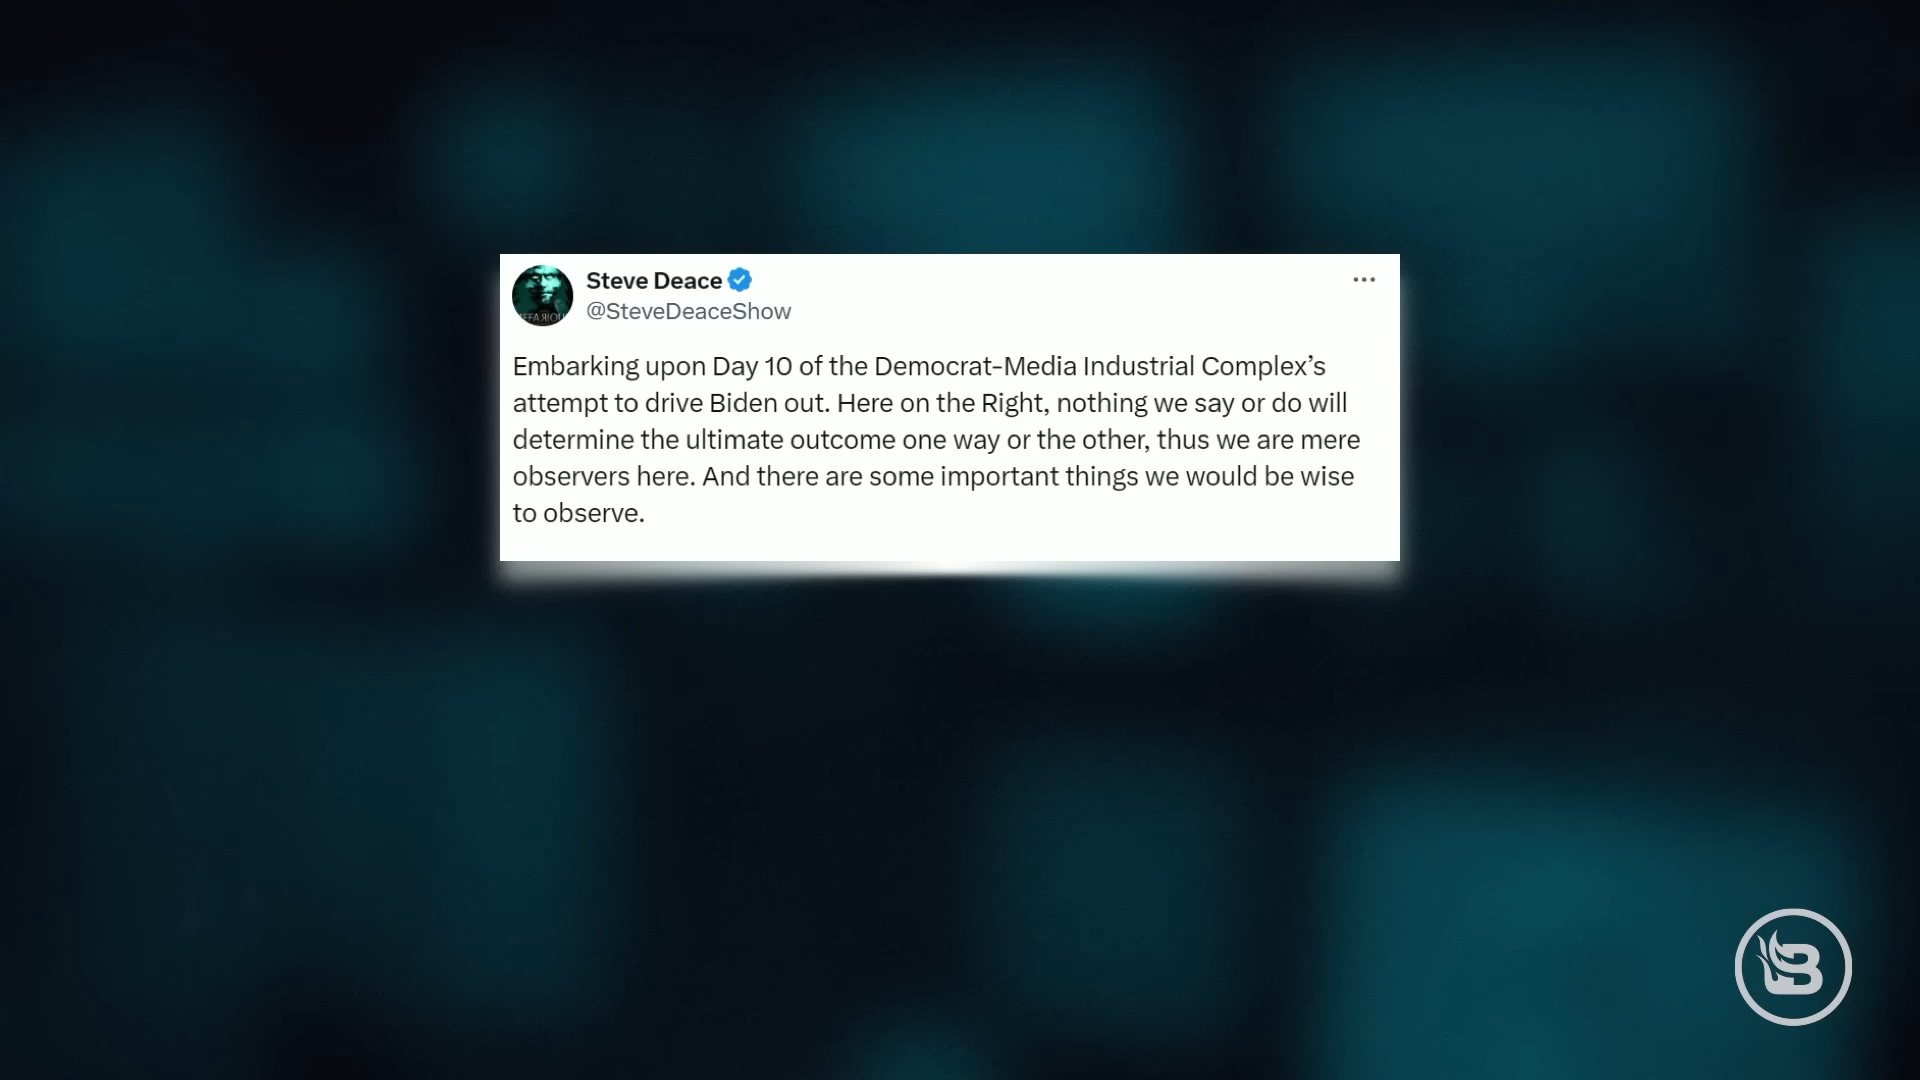 Steve Deace
@SteveDeaceShow
Embarking upon Day 10 of the Democrat-Media Industrial Complex’s
attempt to drive Biden out. Here on the Right, nothing we say or do will
determine the ultimate outcome one way or the other, thus we are mere
observers here. And there are some important things we would be wise
to observe.
B